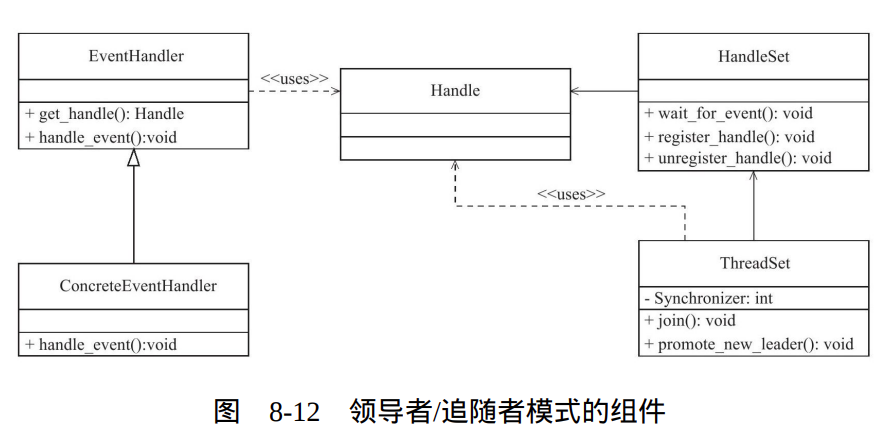 EventHandler
+ get_handle(): Handle
+ handle_event():void
<<uses>>
Handle
HandleSet
+ wait_for_event(): void
+ register_handle(): void
+ unregister_handle(): void
<<uses>>
ConcreteEventHandler
+ handle_event():void
ThreadSet
- Synchronizer: int
+ join(): void
+ promote_new_leader(): void
图 8-12 领导者/追随者模式的组件